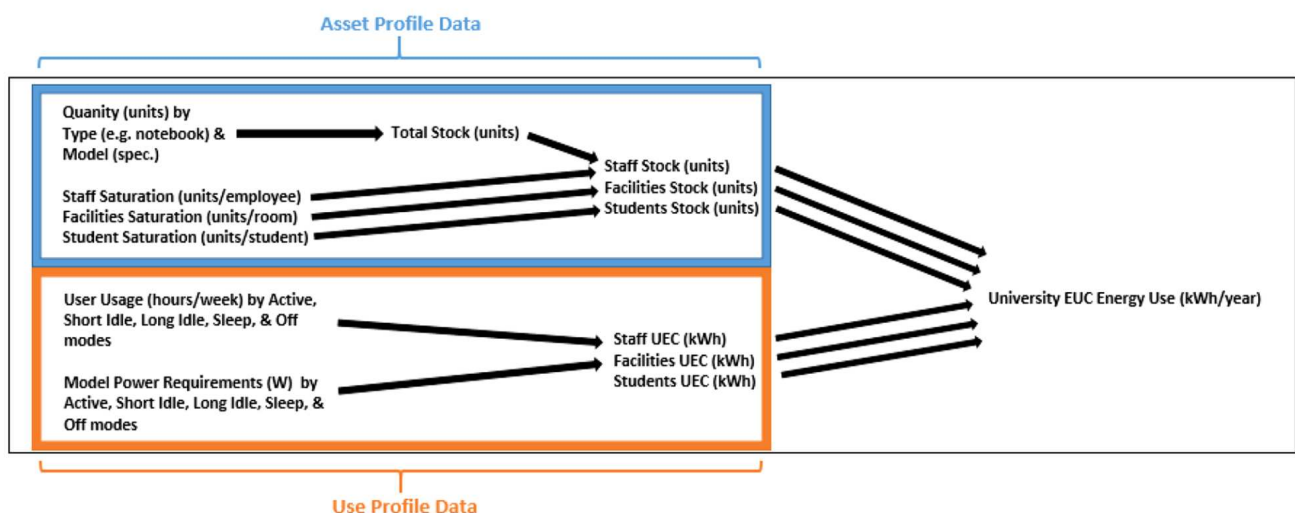 Asset Profile Data
Quanity (units) by
Type (e.g. notebook) &
Model (spec.)
Total Stock (units)
Staff Saturation (units/employee)
Facilities Saturation (units/room)
Student Saturation (units/student)
Staff Stock (units)
Facilities Stock (units)
Students Stock (units)
User Usage (hours/week) by Active,
Short Idle, Long Idle, Sleep, & Off
modes
Model Power Requirements (W) by
Active, Short Idle, Long Idle, Sleep, &
Off modes
Staff UEC (kWh)
Facilities UEC (kWh)
Students UEC (kWh)
University EUC Energy Use (kWh/year)
Use Profile Data